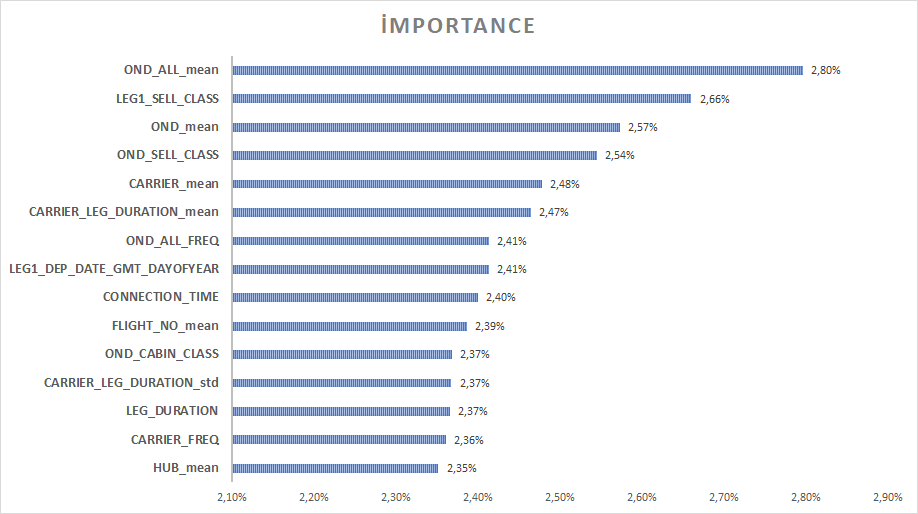 İMPORTANCE
OND_ALL_mean 2,80%
LEG1_SELL_CLASS 2,66%
OND_mean 2,57%
OND_SELL_CLASS 2,54%
CARRIER_mean 2,48%
CARRIER_LEG_DURATION_mean 2,47%
OND_ALL_FREQ 2,41%
LEG1_DEP_DATE_GMT_DAYOFYEAR 2,41%
CONNECTION_TIME 2,40%
FLIGHT_NO_mean 2,39%
OND_CABIN_CLASS 2,37%
CARRIER_LEG_DURATION_std 2,37%
LEG_DURATION 2,37%
CARRIER_FREQ 2,36%
HUB_mean 2,35%
2,10% 2,20% 2,30% 2,40% 2,50% 2,60% 2,70% 2,80% 2,90%